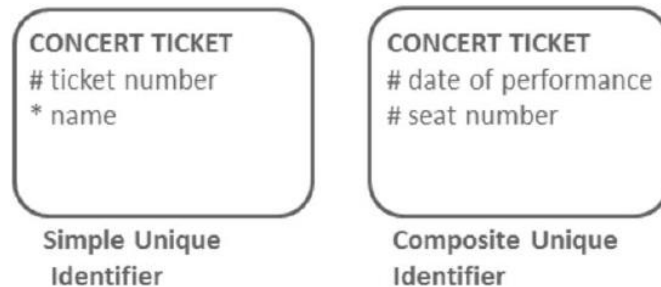 CONCERT TICKET
# ticket number
* name
Simple Unique
Identifier
CONCERT TICKET
# date of performance
# seat number
Composite Unique
Identifier